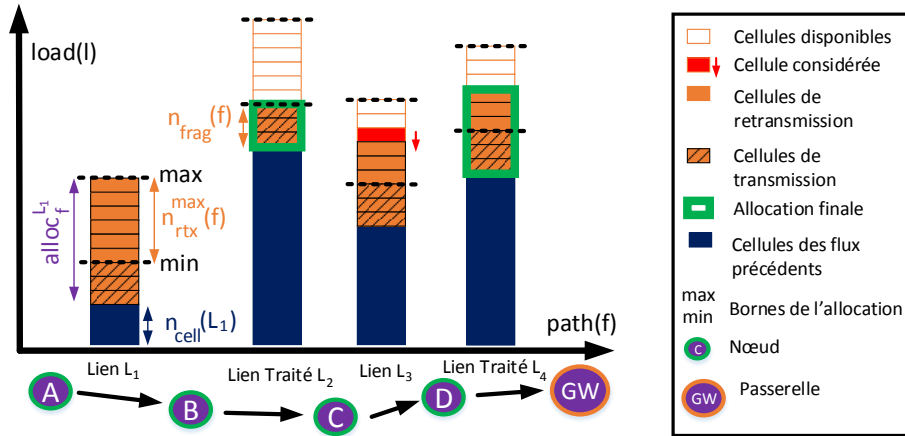 load(l)
n_frag(f)
max
alloc_f^L₁
n_rtx^max(f)
min
n_cell(L₁)
path(f)
Lien L₁
Lien Traité L₂
Lien L₃
Lien Traité L₄
A
B
C
D
GW
Cellules disponibles
Cellule considérée
Cellules de
retransmission
Cellules de
transmission
Allocation finale
Cellules des flux
précédents
max
min
Bornes de l’allocation
C
Nœud
GW
Passerelle